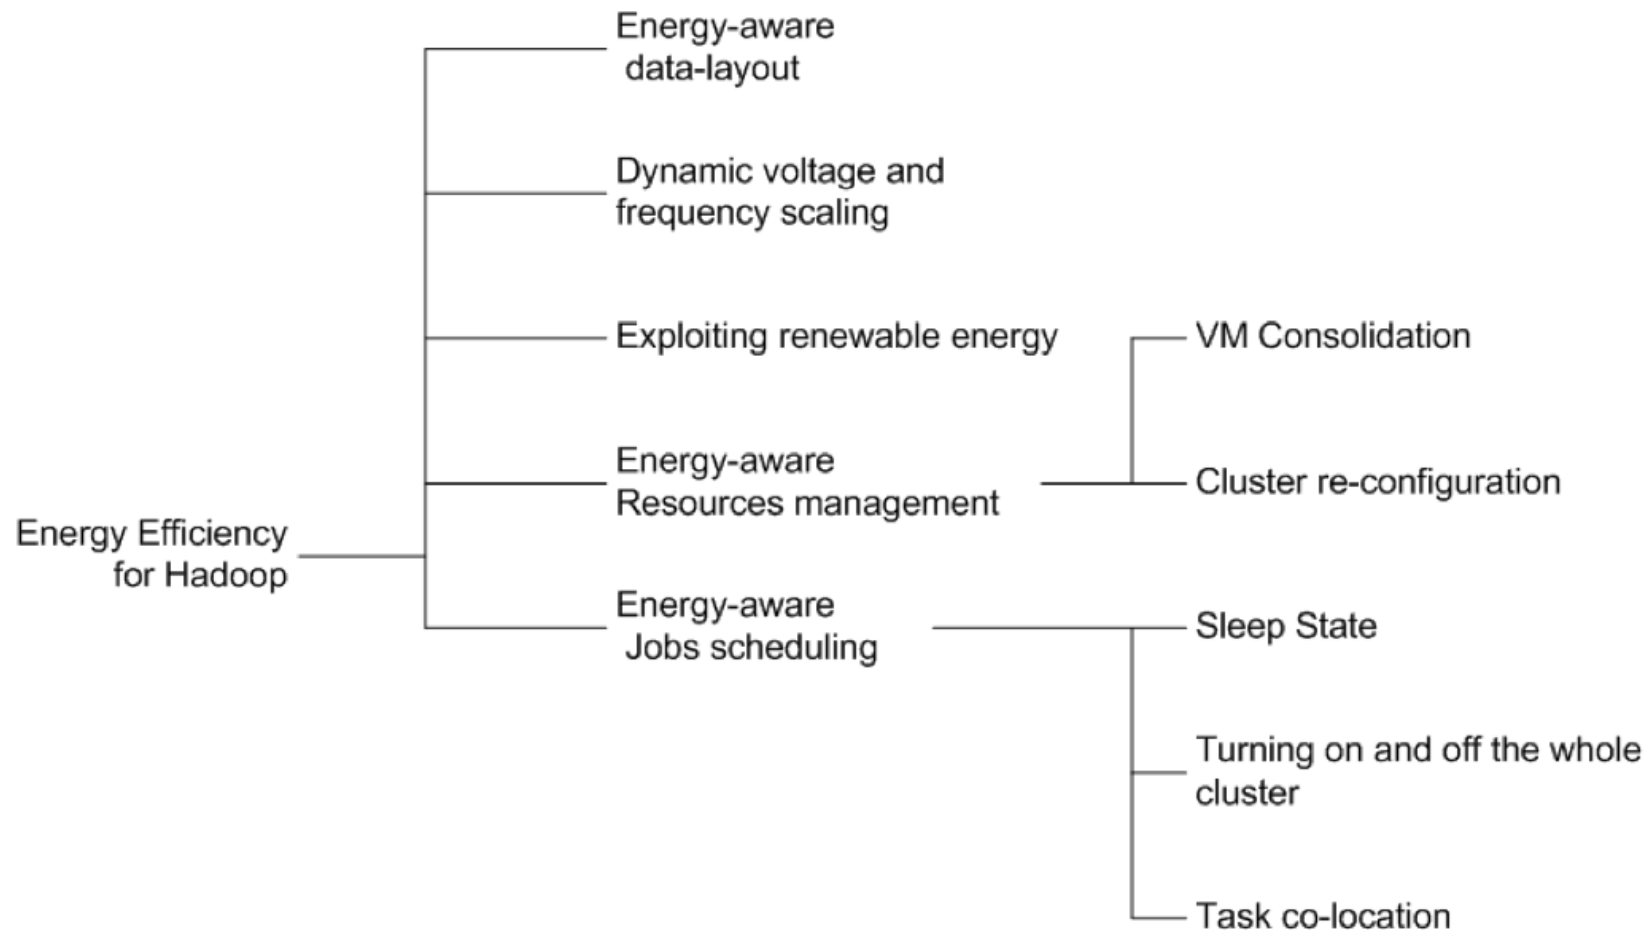 Energy-aware
data-layout
Dynamic voltage and
frequency scaling
Exploiting renewable energy
VM Consolidation
Energy-aware
Resources management
Cluster re-configuration
Energy Efficiency
for Hadoop
Energy-aware
Jobs scheduling
Sleep State
Turning on and off the whole
cluster
Task co-location